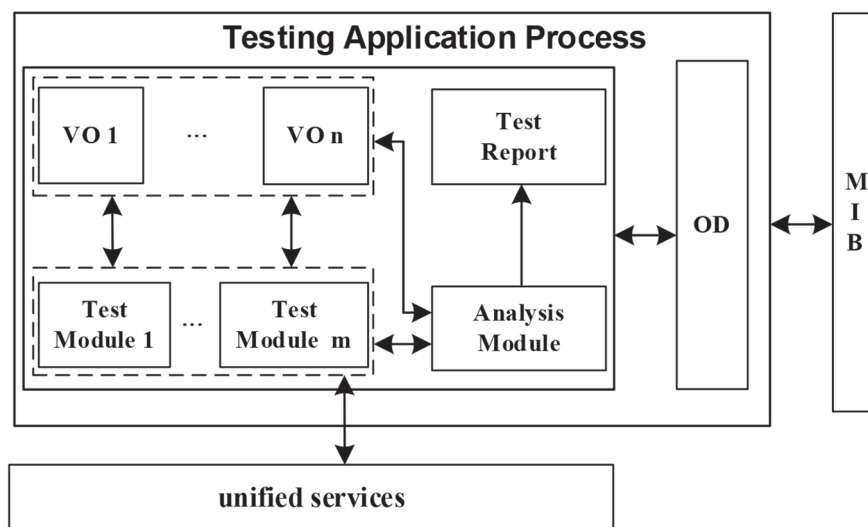 Testing Application Process
VO 1
...
VO n
Test
Report
Test
Module 1
...
Test
Module m
Analysis
Module
OD
M
I
B
unified services